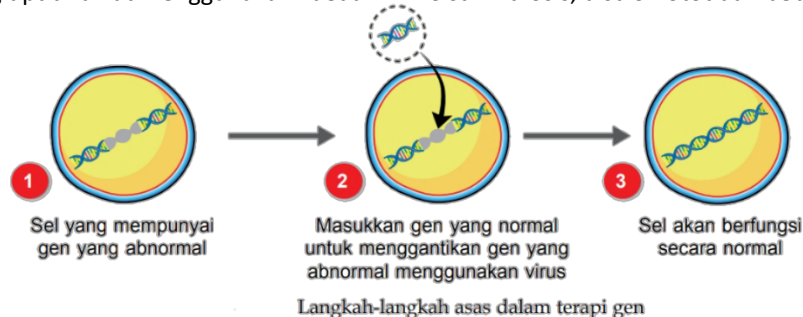 1
Sel yang mempunyai
gen yang abnormal
2
Masukkan gen yang normal
untuk menggantikan gen yang
abnormal menggunakan virus
3
Sel akan berfungsi
secara normal
Langkah-langkah asas dalam terapi gen